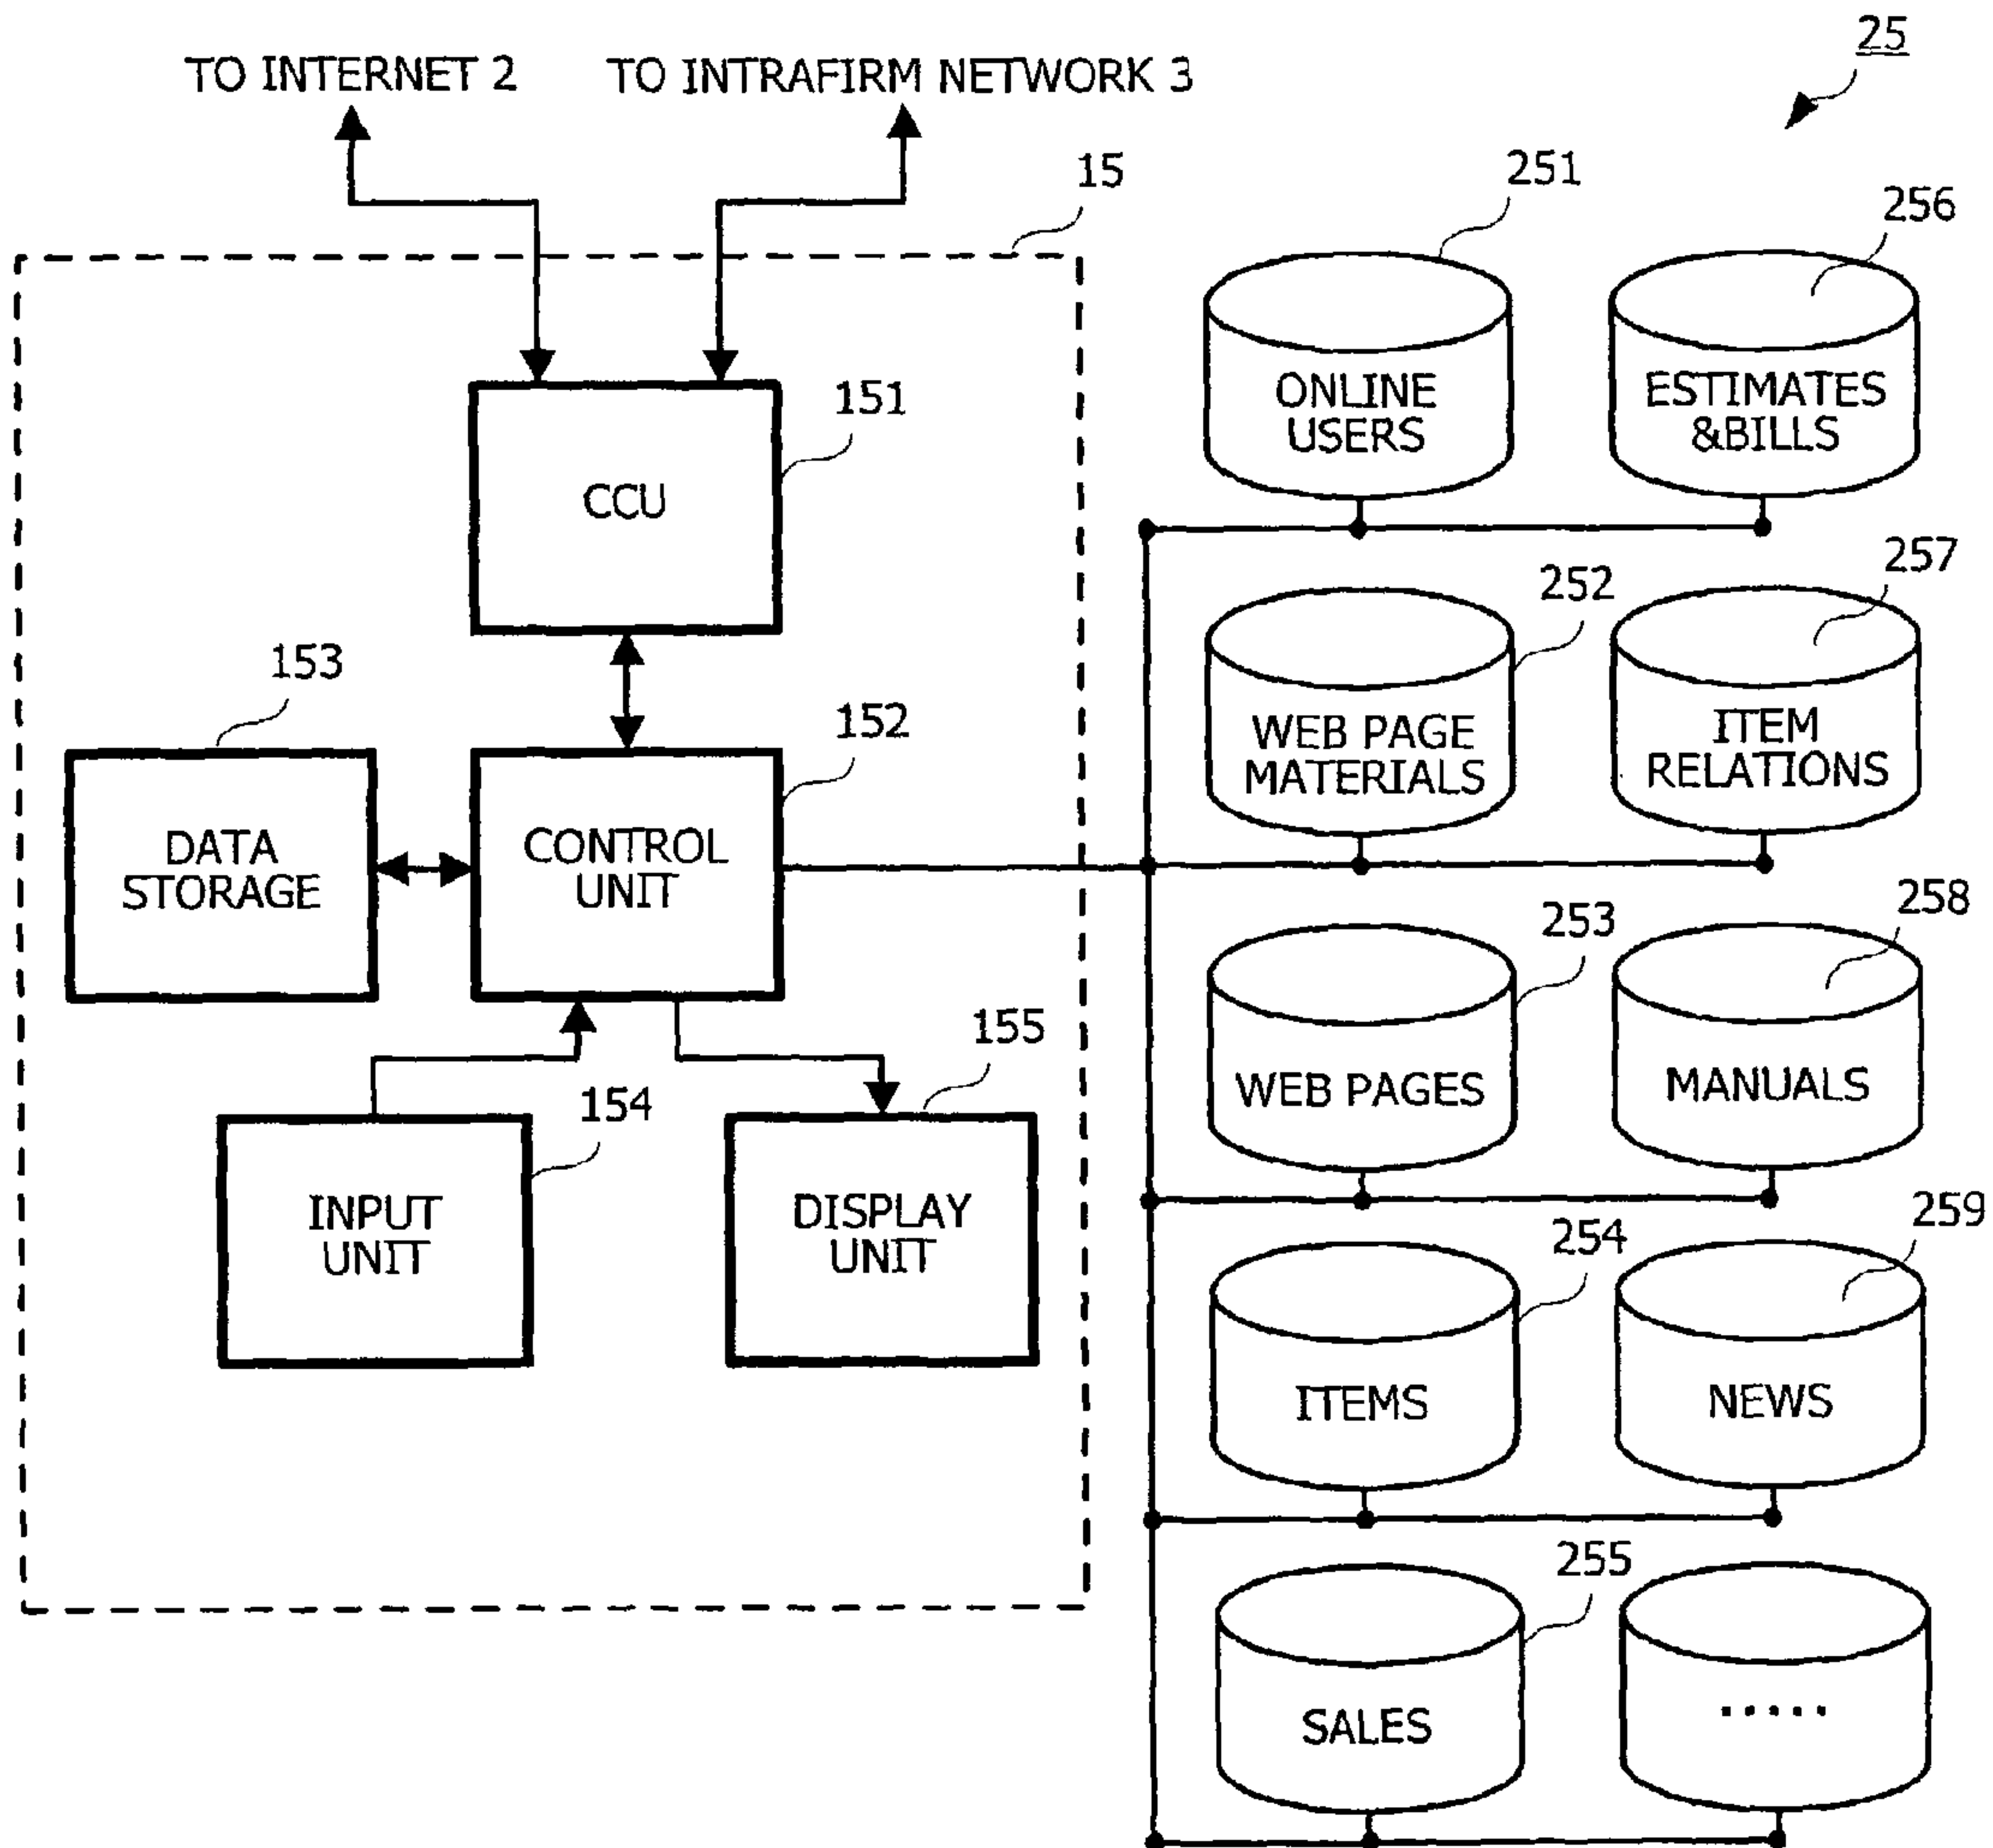 25
TO INTERNET 2
TO INTRAFIRM NETWORK 3
15
251
256
ONLINE
USERS
ESTIMATES
&BILLS
151
CCU
252
257
WEB PAGE
MATERIALS
ITEM
RELATIONS
153
152
DATA
STORAGE
CONTROL
UNIT
253
258
WEB PAGES
MANUALS
154
155
INPUT
UNIT
DISPLAY
UNIT
254
259
ITEMS
NEWS
255
SALES
.....